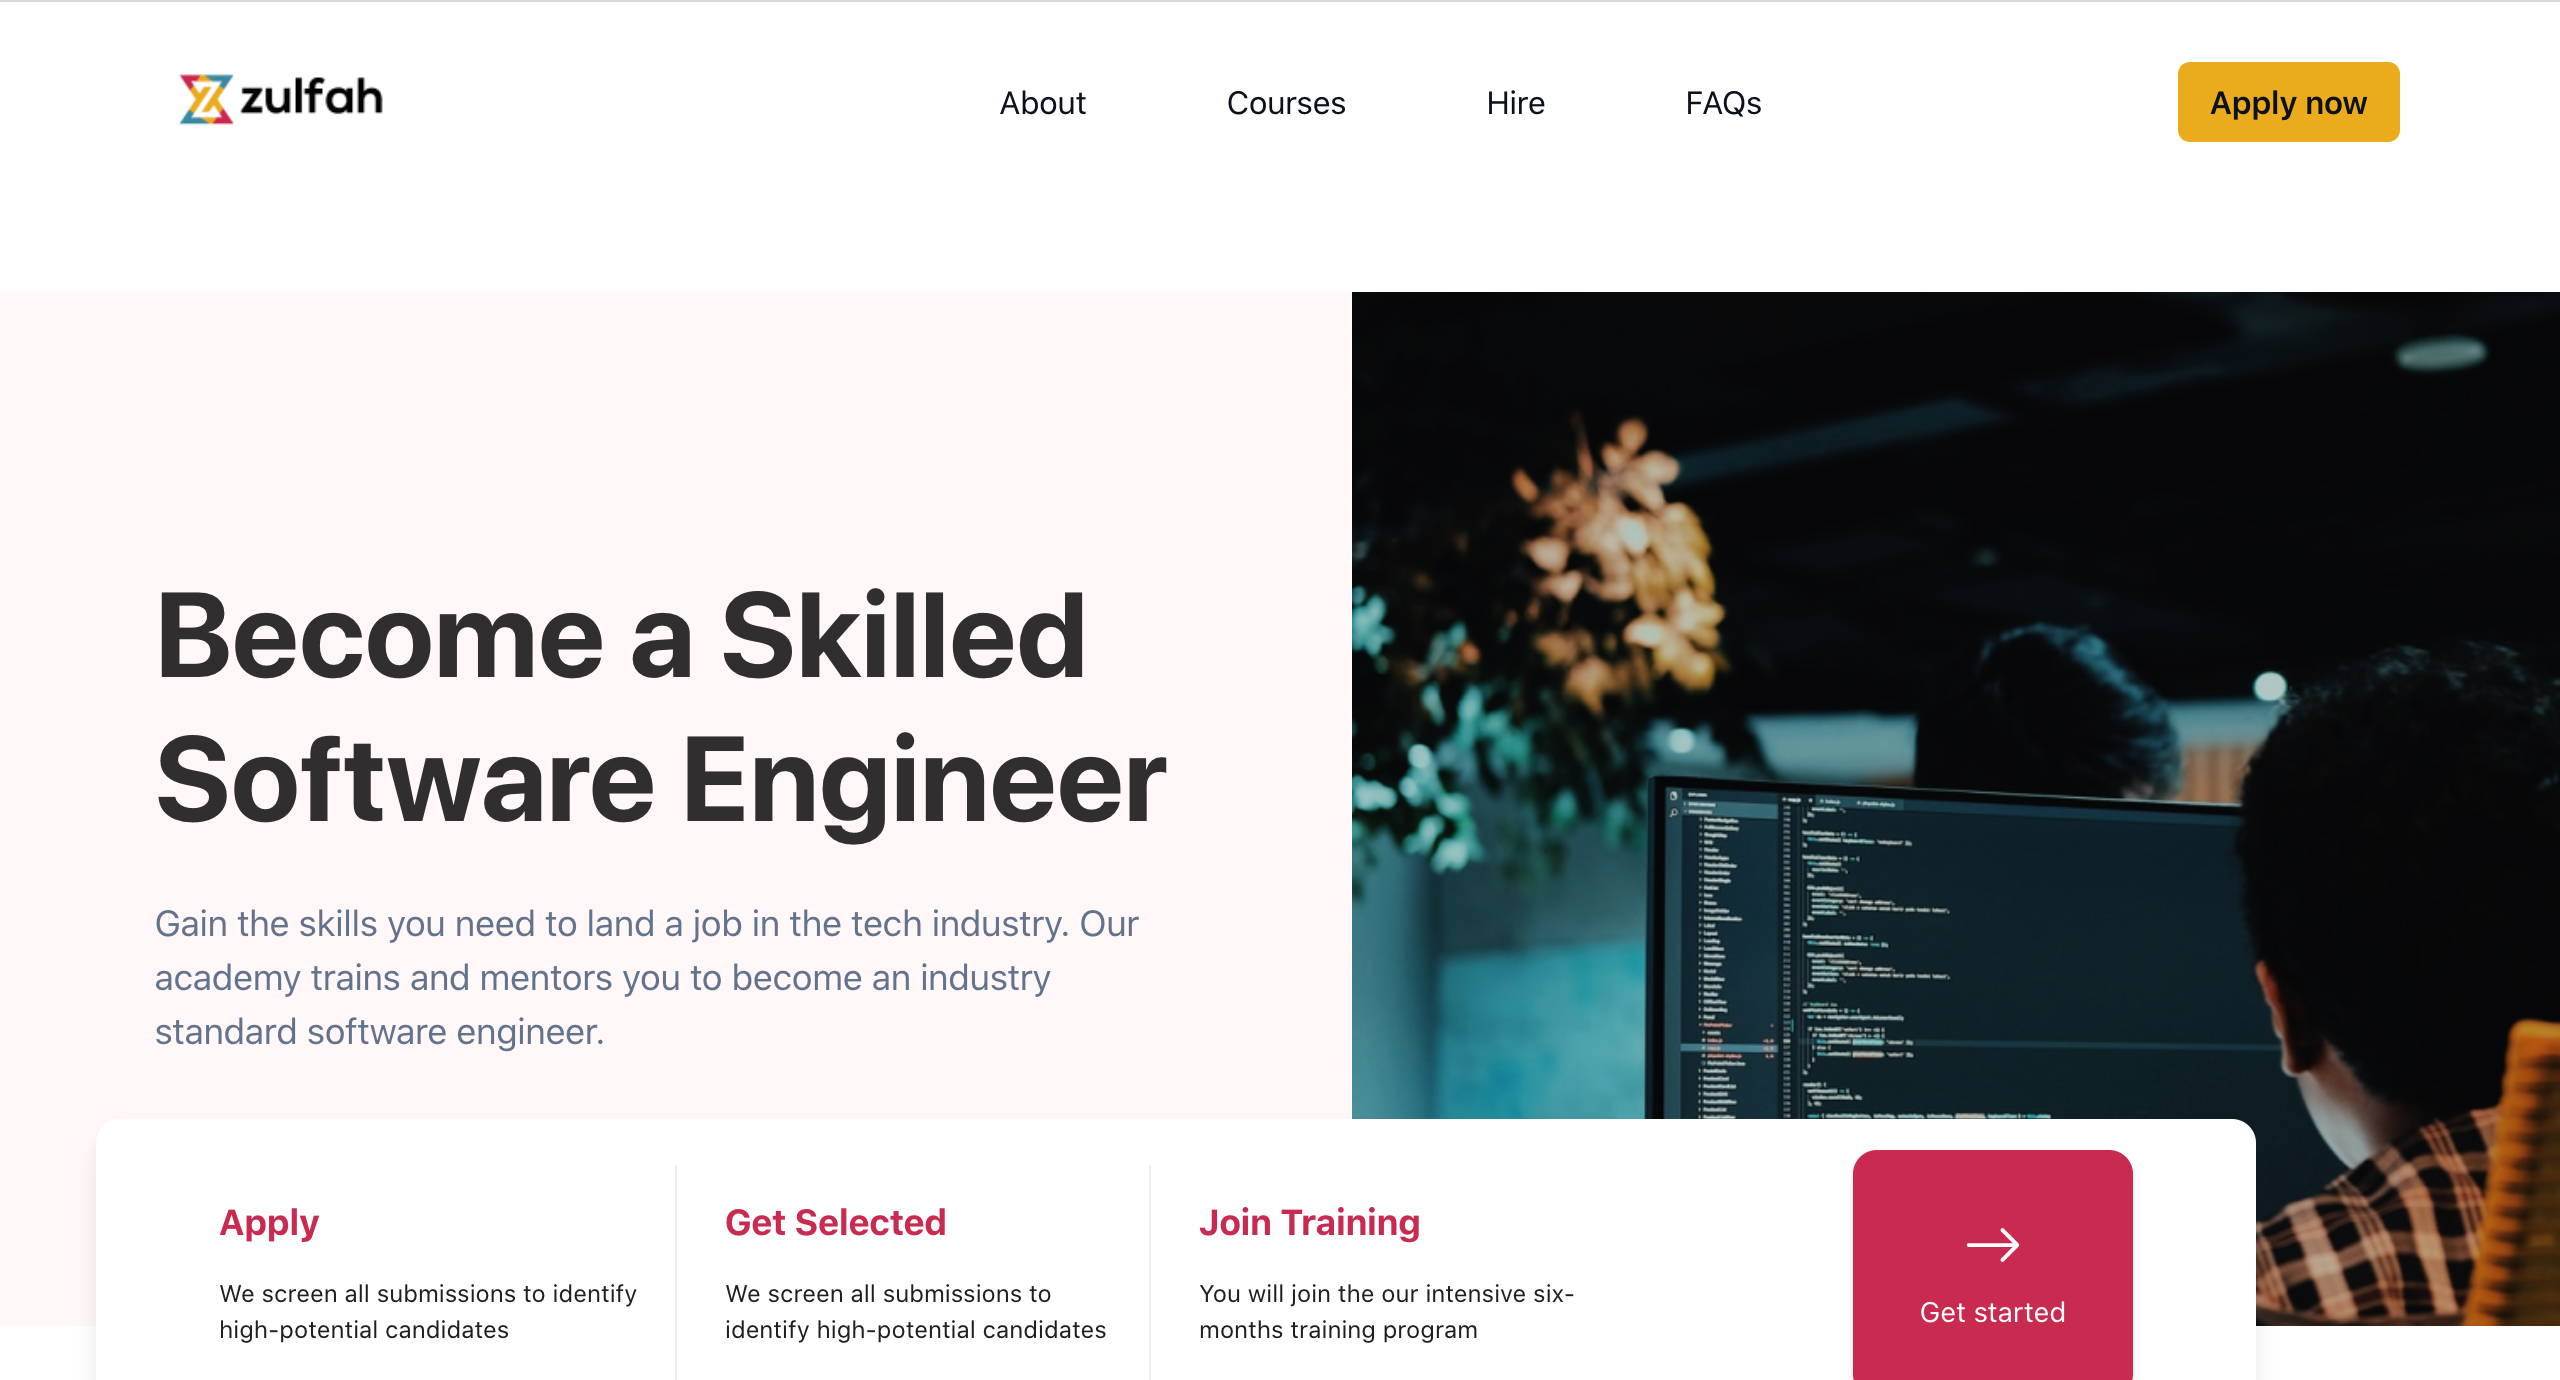 zulfah
About
Courses
Hire
FAQs
Apply now
Become a Skilled
Software Engineer
Gain the skills you need to land a job in the tech industry. Our
academy trains and mentors you to become an industry
standard software engineer.
Apply
We screen all submissions to identify
high-potential candidates
Get Selected
We screen all submissions to
identify high-potential candidates
Join Training
You will join the our intensive six-
months training program
Get started